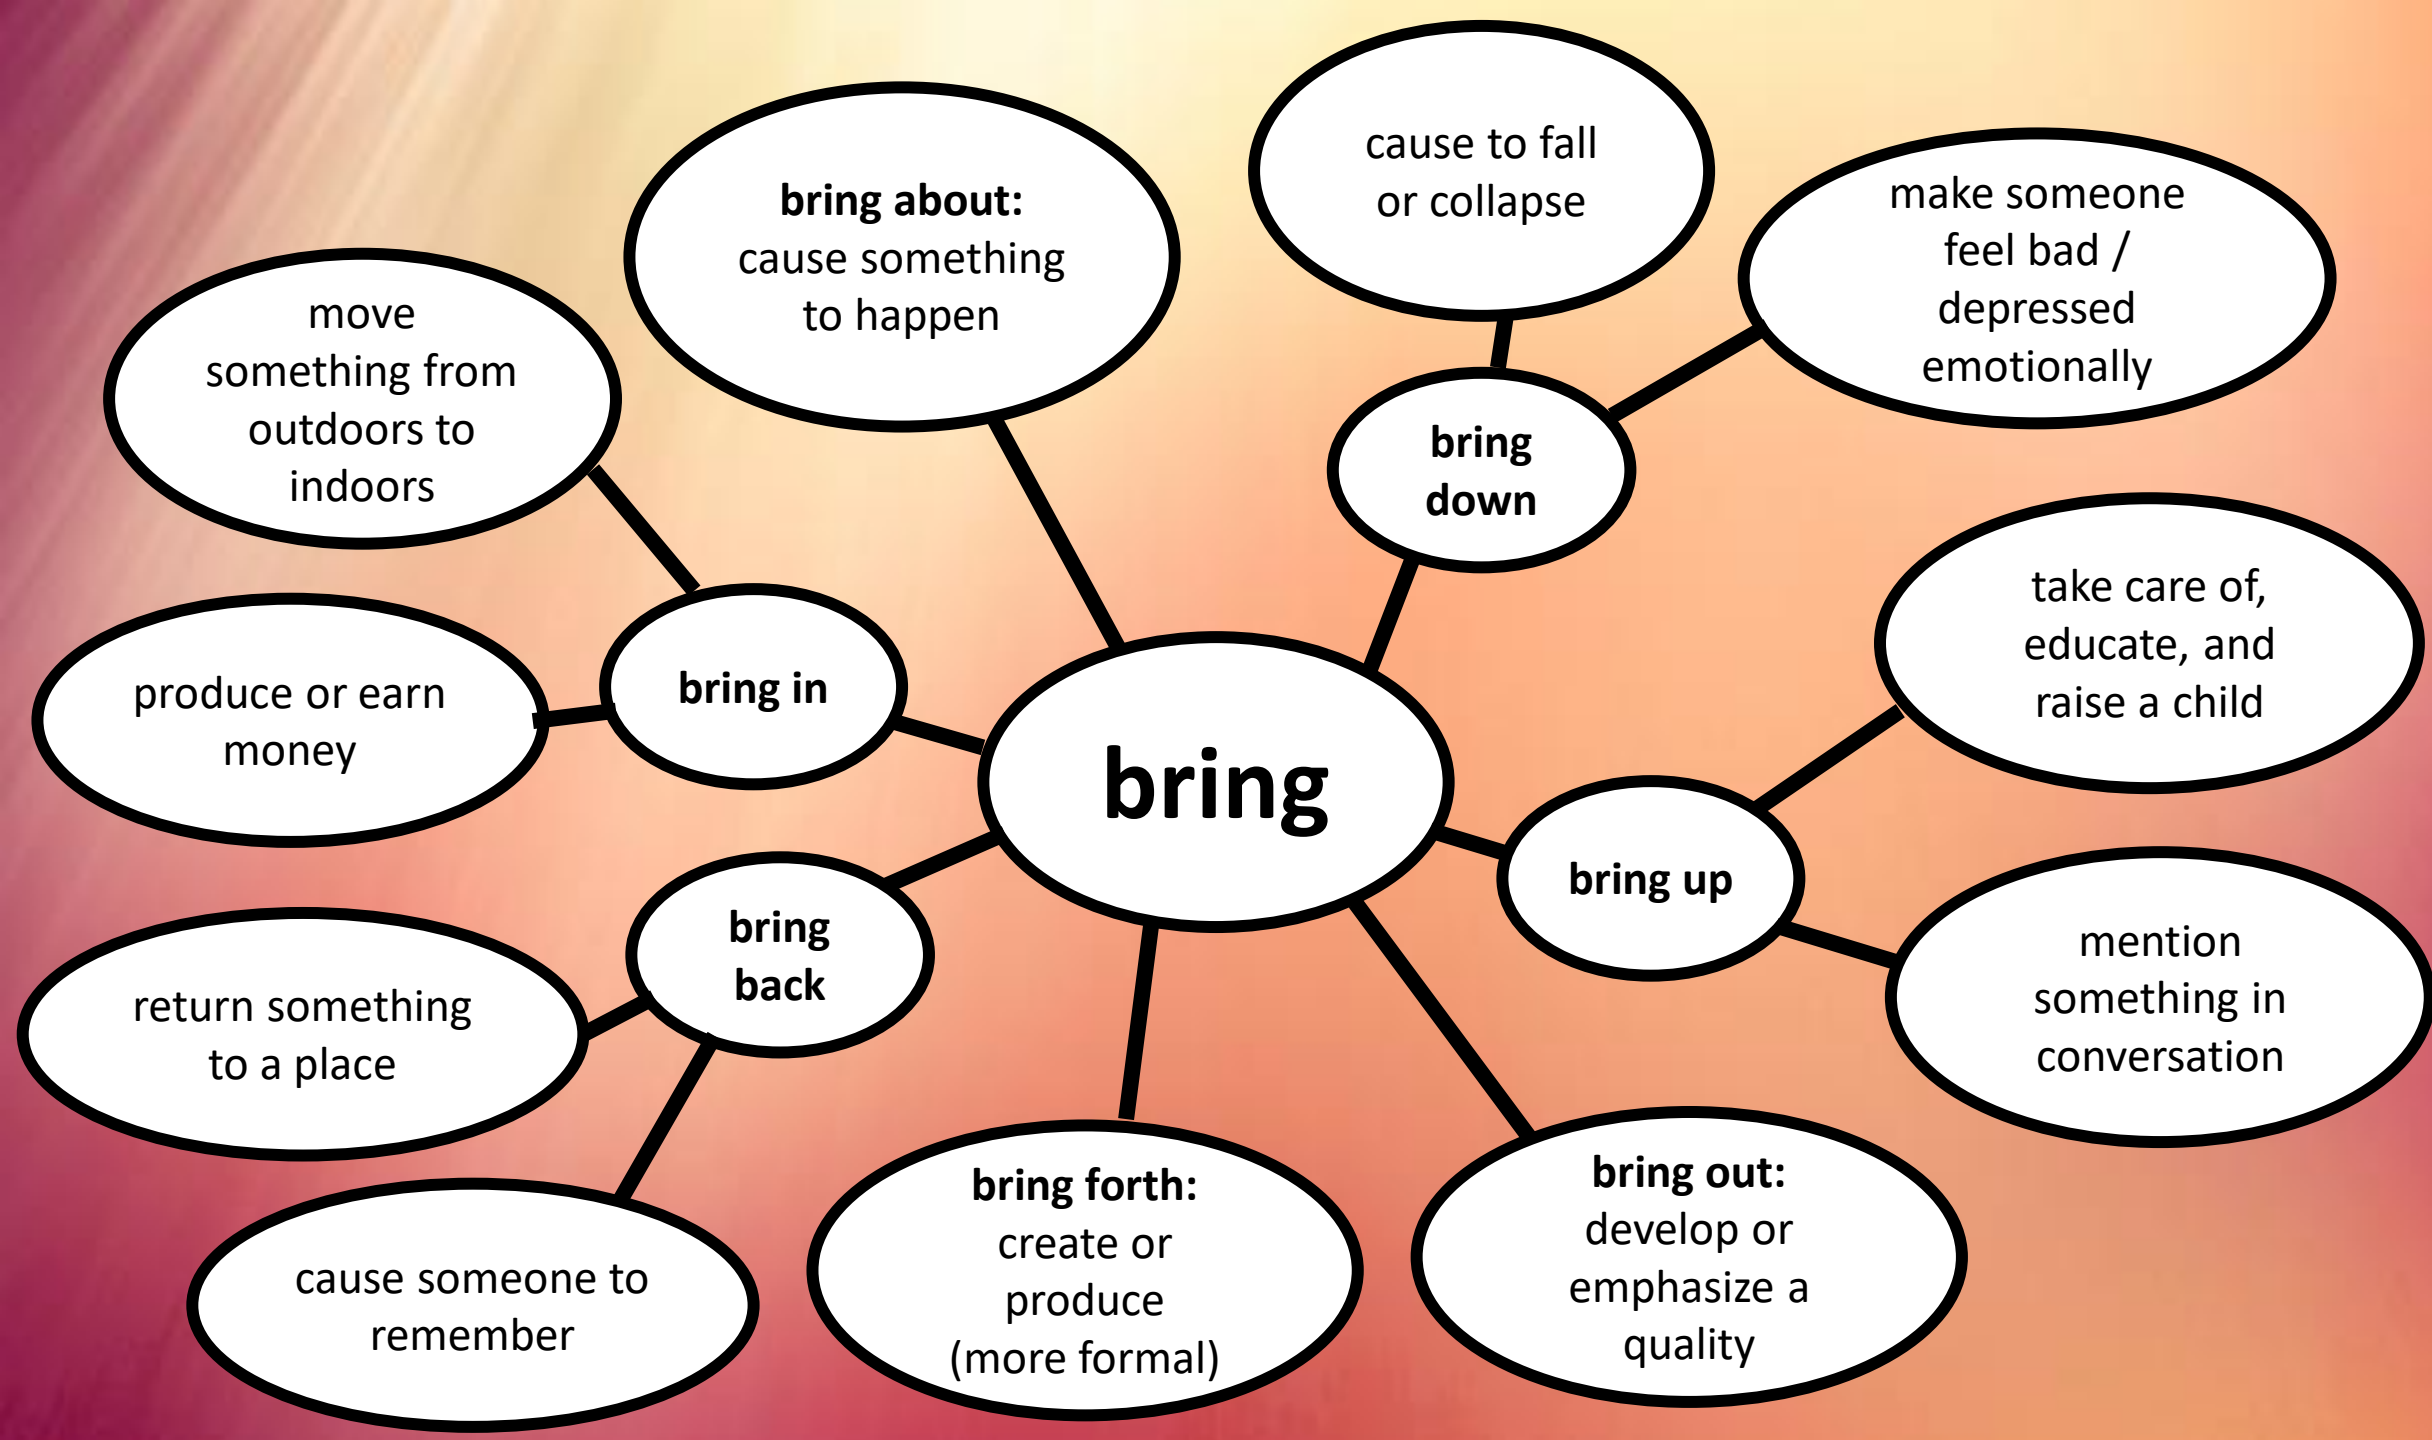 bring about:
cause something
to happen
cause to fall
or collapse
make someone
feel bad /
depressed
emotionally
move
something from
outdoors to
indoors
bring
down
take care of,
educate, and
raise a child
produce or earn
money
bring in
bring
bring up
bring
back
mention
something in
conversation
return something
to a place
cause someone to
remember
bring forth:
create or
produce
(more formal)
bring out:
develop or
emphasize a
quality